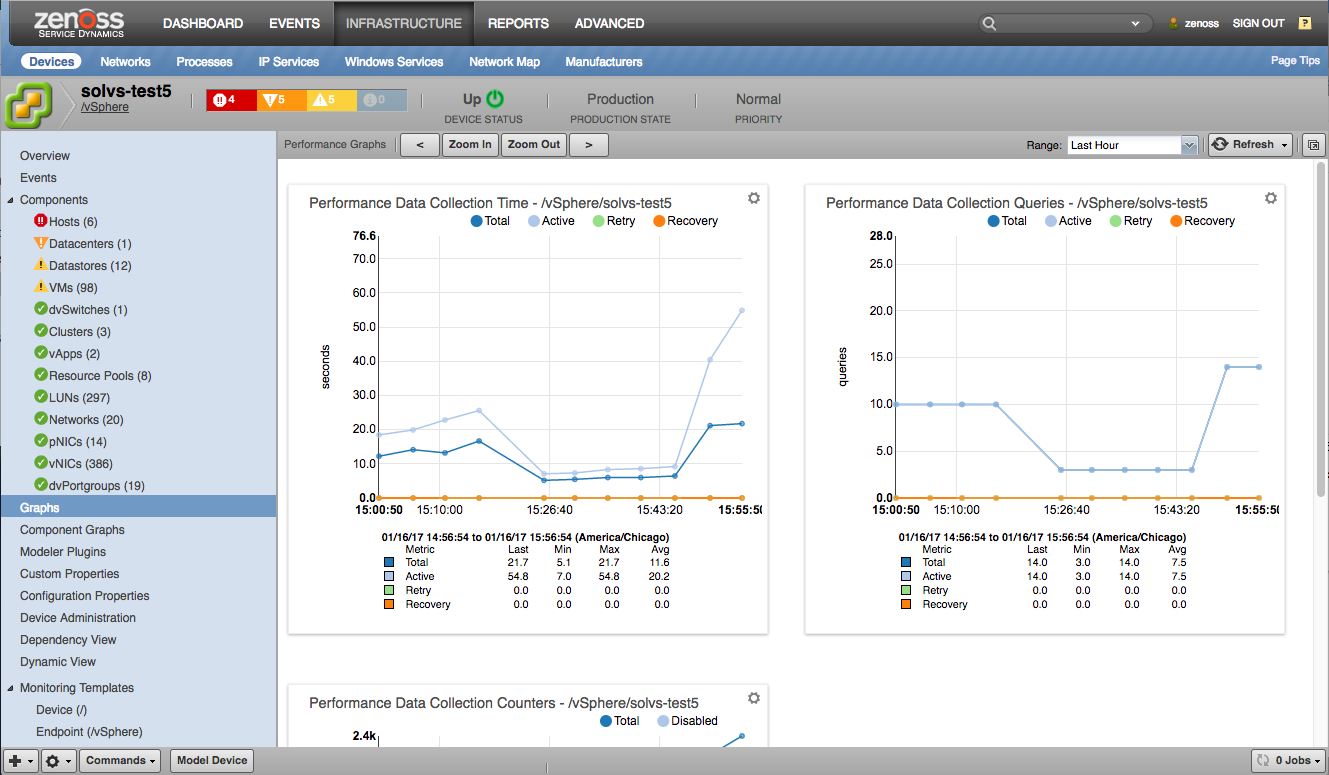 zenoss
SERVICE DYNAMICS
DASHBOARD EVENTS INFRASTRUCTURE REPORTS ADVANCED
zenoss SIGN OUT ?
Devices Networks Processes IP Services Windows Services Network Map Manufacturers Page Tips
solvs-test5
/vSphere
4 5 5 0
Up
DEVICE STATUS
Production
PRODUCTION STATE
Normal
PRIORITY
Overview
Events
Components
Hosts (6)
Datacenters (1)
Datastores (12)
VMs (98)
dvSwitches (1)
Clusters (3)
vApps (2)
Resource Pools (8)
LUNs (297)
Networks (20)
pNICs (14)
vNICs (386)
dvPortgroups (19)
Graphs
Component Graphs
Modeler Plugins
Custom Properties
Configuration Properties
Device Administration
Dependency View
Dynamic View
Monitoring Templates
Device (/)
Endpoint (/vSphere)
Performance Graphs < Zoom In Zoom Out > Range: Last Hour Refresh
Performance Data Collection Time - /vSphere/solvs-test5
Total Active Retry Recovery
76.6
70.0
60.0
50.0
40.0
30.0
20.0
10.0
0.0
seconds
15:00:50 15:10:00 15:26:40 15:43:20 15:55:50
01/16/17 14:56:54 to 01/16/17 15:56:54 (America/Chicago)
Metric Last Min Max Avg
Total 21.7 5.1 21.7 11.6
Active 54.8 7.0 54.8 20.2
Retry 0.0 0.0 0.0 0.0
Recovery 0.0 0.0 0.0 0.0
Performance Data Collection Queries - /vSphere/solvs-test5
Total Active Retry Recovery
28.0
25.0
20.0
15.0
10.0
5.0
0.0
queries
15:00:50 15:10:00 15:26:40 15:43:20 15:55:50
01/16/17 14:56:54 to 01/16/17 15:56:54 (America/Chicago)
Metric Last Min Max Avg
Total 14.0 3.0 14.0 7.5
Active 14.0 3.0 14.0 7.5
Retry 0.0 0.0 0.0 0.0
Recovery 0.0 0.0 0.0 0.0
Performance Data Collection Counters - /vSphere/solvs-test5
Total Disabled
2.4k
Commands Model Device 0 Jobs